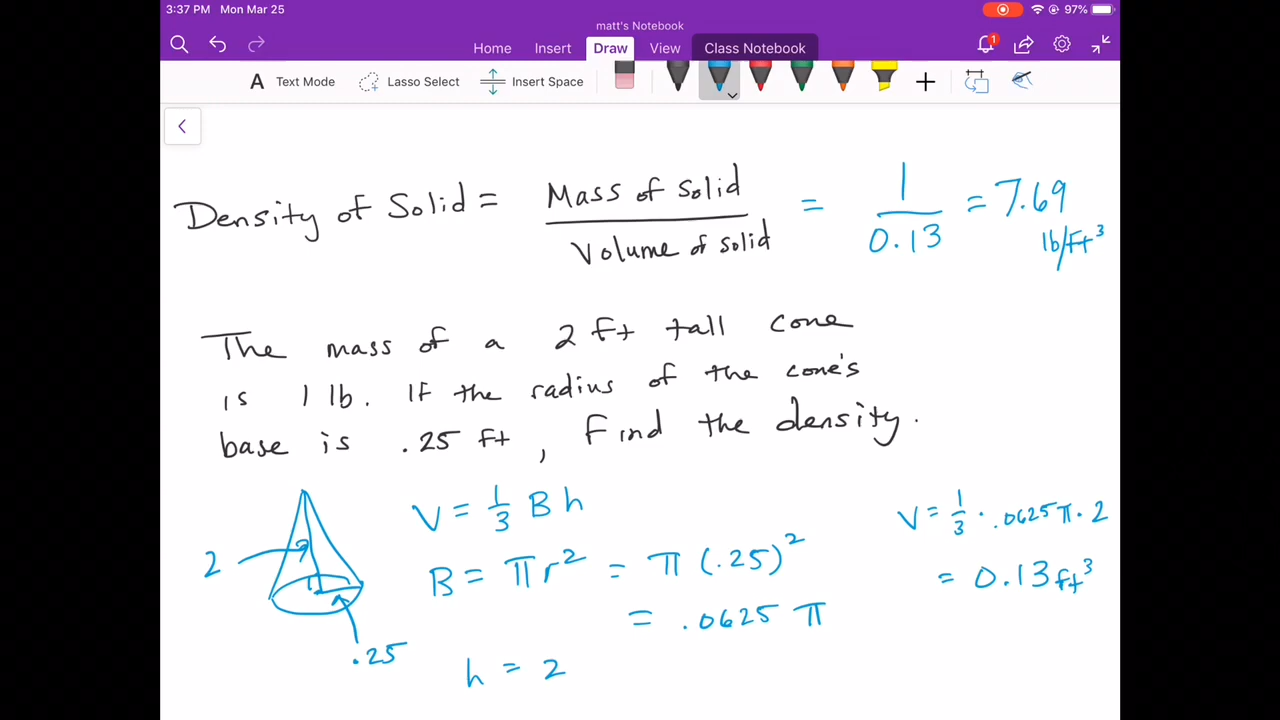 3:37 PM Mon Mar 25
97%
matt's Notebook
Home Insert Draw View Class Notebook
1
Text Mode Lasso Select Insert Space
Density of Solid = Mass of solid / Volume of solid = 1 / 0.13 = 7.69 lb/ft³
The mass of a 2 ft tall cone
is 1 lb. If the radius of the cone's
base is .25 ft, find the density.
2
.25
V = 1/3 B h
B = πr² = π (.25)²
= .0625 π
h = 2
V = 1/3 · .0625π · 2
= 0.13 ft³